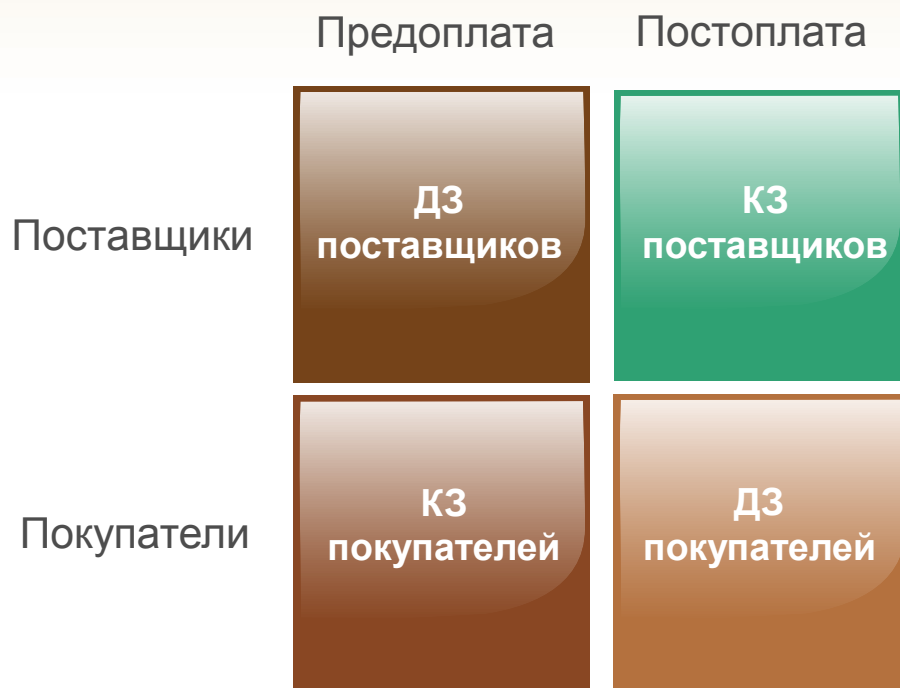 Предоплата Постоплата
Поставщики
ДЗ
поставщиков
КЗ
поставщиков
Покупатели
КЗ
покупателей
ДЗ
покупателей